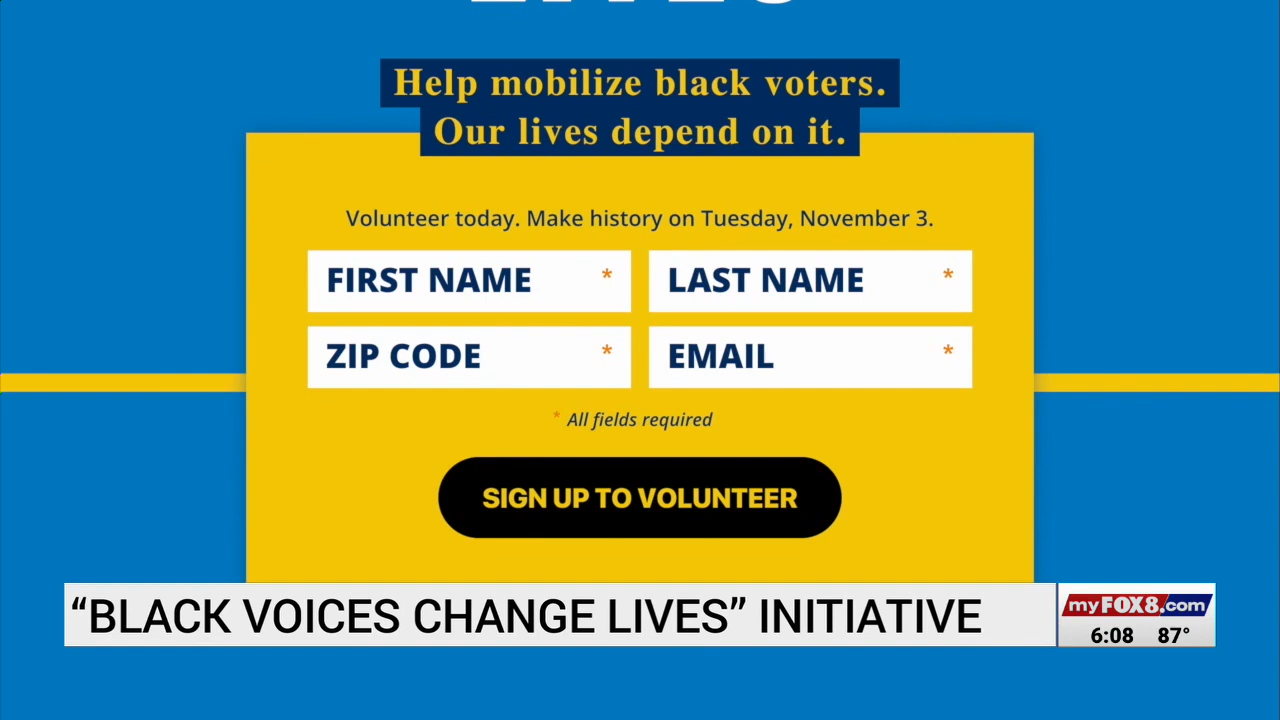 Help mobilize black voters.
Our lives depend on it.
Volunteer today. Make history on Tuesday, November 3.
FIRST NAME *
LAST NAME *
ZIP CODE *
EMAIL *
* All fields required
SIGN UP TO VOLUNTEER
“BLACK VOICES CHANGE LIVES” INITIATIVE
myFOX8.com
6:08 87°